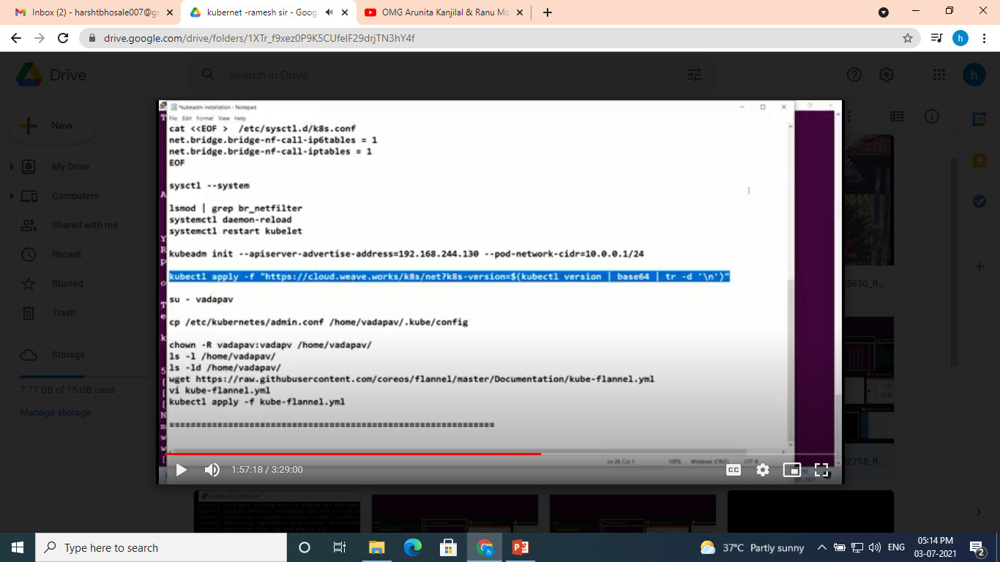 Inbox (2) - harshtbhosale007@gm
kubernet -ramesh sir - Goog
OMG Arunita Kanjilal & Ranu Mo
drive.google.com/drive/folders/1XTr_f9xez0P9K5CUfeIF29drjTN3hY4f
h
Drive
Search in Drive
h
New
My Drive
Computers
Shared with me
Recent
Starred
Trash
Storage
7.77 GB of 15 GB used
Manage storage
*kubeadm installation - Notepad
File Edit Format View Help
cat <<EOF > /etc/sysctl.d/k8s.conf
net.bridge.bridge-nf-call-ip6tables = 1
net.bridge.bridge-nf-call-iptables = 1
EOF
sysctl --system
lsmod | grep br_netfilter
systemctl daemon-reload
systemctl restart kubelet
kubeadm init --apiserver-advertise-address=192.168.244.130 --pod-network-cidr=10.0.0.1/24
kubectl apply -f "https://cloud.weave.works/k8s/net?k8s-version=$(kubectl version | base64 | tr -d '\n')"
su - vadapav
cp /etc/kubernetes/admin.conf /home/vadapav/.kube/config
chown -R vadapav:vadapv /home/vadapav/
ls -l /home/vadapav/
ls -ld /home/vadapav/
wget https://raw.githubusercontent.com/coreos/flannel/master/Documentation/kube-flannel.yml
vi kube-flannel.yml
kubectl apply -f kube-flannel.yml
=============================================================
Ln 39, Col 1 100% Windows (CRLF) UTF-8
1:57:18 / 3:29:00
CC
5630_R...
2755_R...
Type here to search
37°C Partly sunny
ENG
05:14 PM
03-07-2021
2